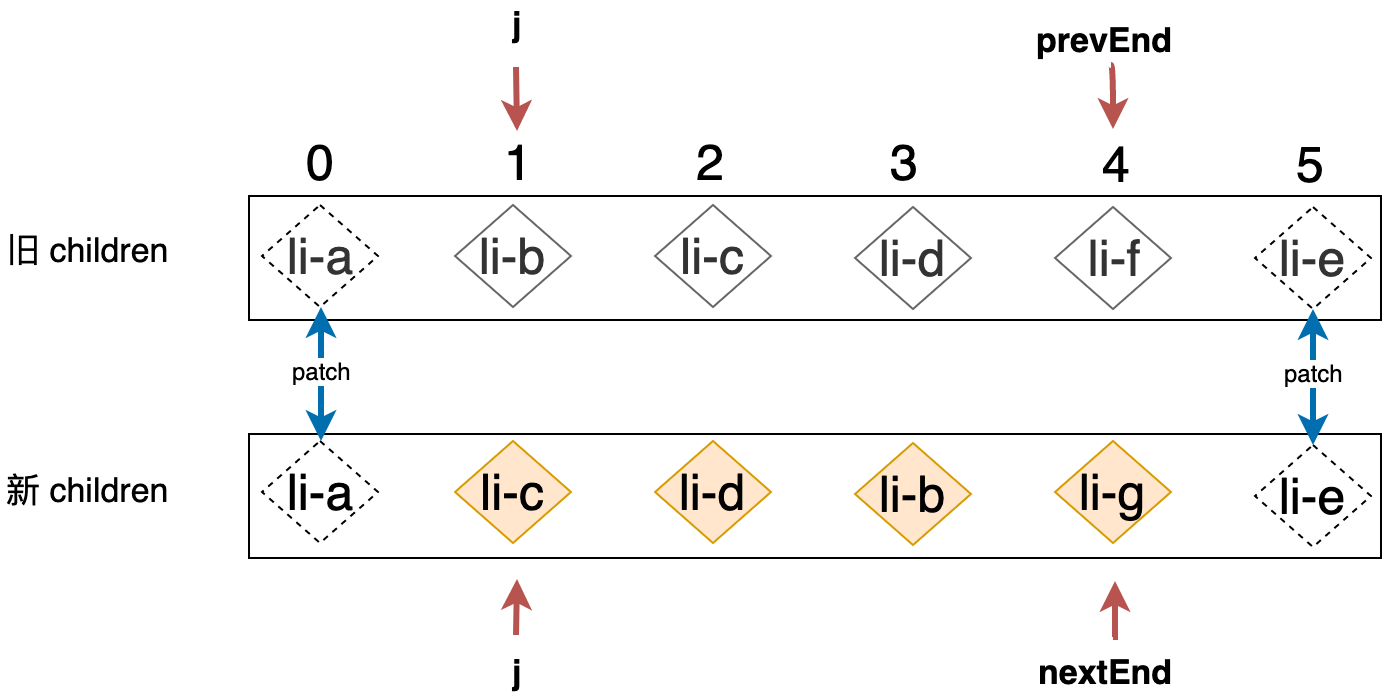 j
prevEnd
0 1 2 3 4 5
旧 children
li-a li-b li-c li-d li-f li-e
patch patch
新 children
li-a li-c li-d li-b li-g li-e
j
nextEnd